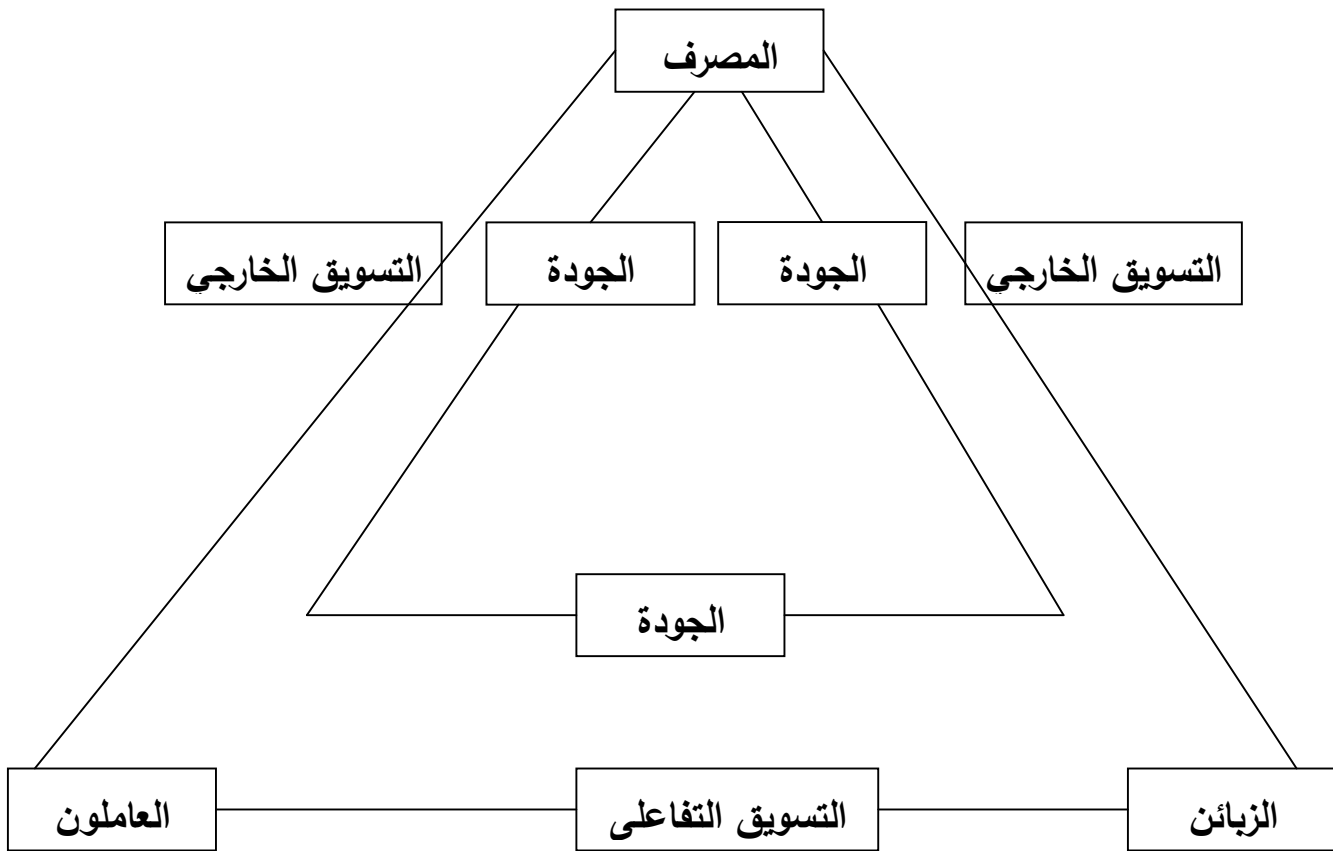 المصرف
التسويق الخارجي
الجودة
الجودة
التسويق الخارجي
الجودة
الزبائن
التسويق التفاعلى
العاملون